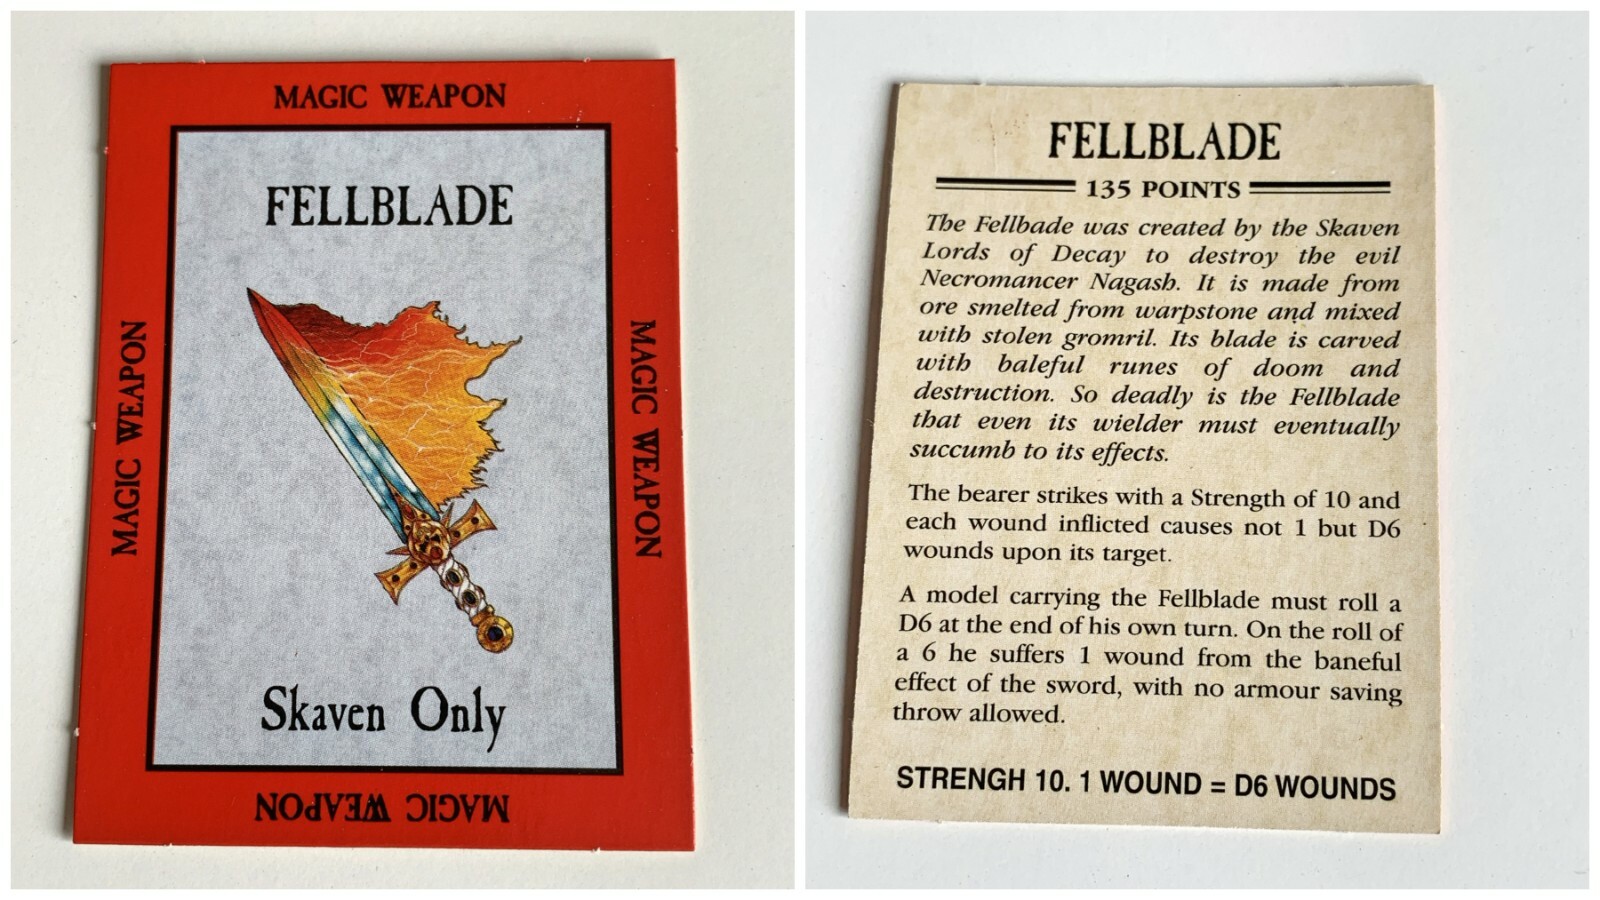 MAGIC WEAPON
FELLBLADE
MAGIC WEAPON
MAGIC WEAPON
Skaven Only
MAGIC WEAPON
FELLBLADE
135 POINTS
The Fellbade was created by the Skaven
Lords of Decay to destroy the evil
Necromancer Nagash. It is made from
ore smelted from warpstone and mixed
with stolen gromril. Its blade is carved
with baleful runes of doom and
destruction. So deadly is the Fellblade
that even its wielder must eventually
succumb to its effects.
The bearer strikes with a Strength of 10 and
each wound inflicted causes not 1 but D6
wounds upon its target.
A model carrying the Fellblade must roll a
D6 at the end of his own turn. On the roll of
a 6 he suffers 1 wound from the baneful
effect of the sword, with no armour saving
throw allowed.
STRENGH 10. 1 WOUND = D6 WOUNDS